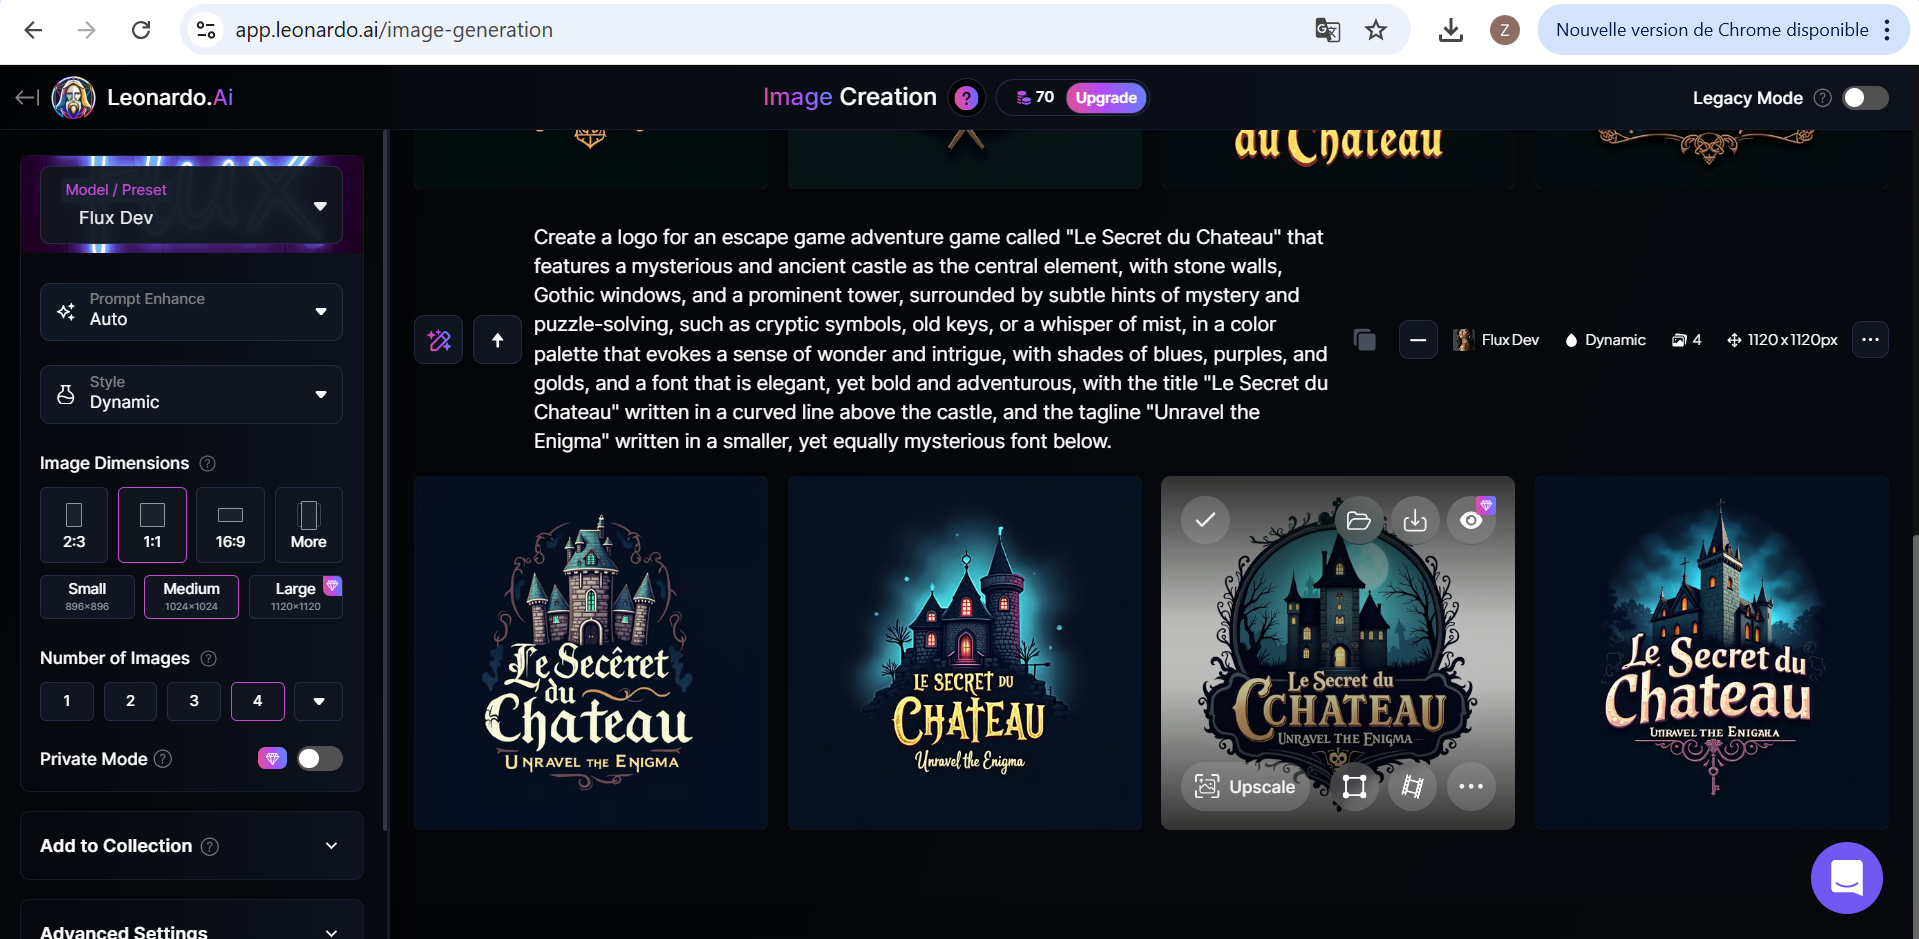 app.leonardo.ai/image-generation
Z
Nouvelle version de Chrome disponible
Leonardo.Ai
Image Creation
?
70
Upgrade
Legacy Mode
?
Flux
Model / Preset
Flux Dev
Prompt Enhance
Auto
Style
Dynamic
Image Dimensions
?
2:3
1:1
16:9
More
Small
896×896
Medium
1024×1024
Large
1120×1120
Number of Images
?
1
2
3
4
Private Mode
?
Add to Collection
?
Advanced Settings
du Chateau
Create a logo for an escape game adventure game called "Le Secret du Chateau" that
features a mysterious and ancient castle as the central element, with stone walls,
Gothic windows, and a prominent tower, surrounded by subtle hints of mystery and
puzzle-solving, such as cryptic symbols, old keys, or a whisper of mist, in a color
palette that evokes a sense of wonder and intrigue, with shades of blues, purples, and
golds, and a font that is elegant, yet bold and adventurous, with the title "Le Secret du
Chateau" written in a curved line above the castle, and the tagline "Unravel the
Enigma" written in a smaller, yet equally mysterious font below.
Flux Dev
Dynamic
4
1120 x 1120px
Le Secêret
du
Chateau
UNRAVEL THE ENIGMA
LE SECRET DU
CHATEAU
Unravel the Enigma
Le Secret du
CCHATEAU
UNRAVEL THE ENIGMA
Upscale
Le Secret du
Chateau